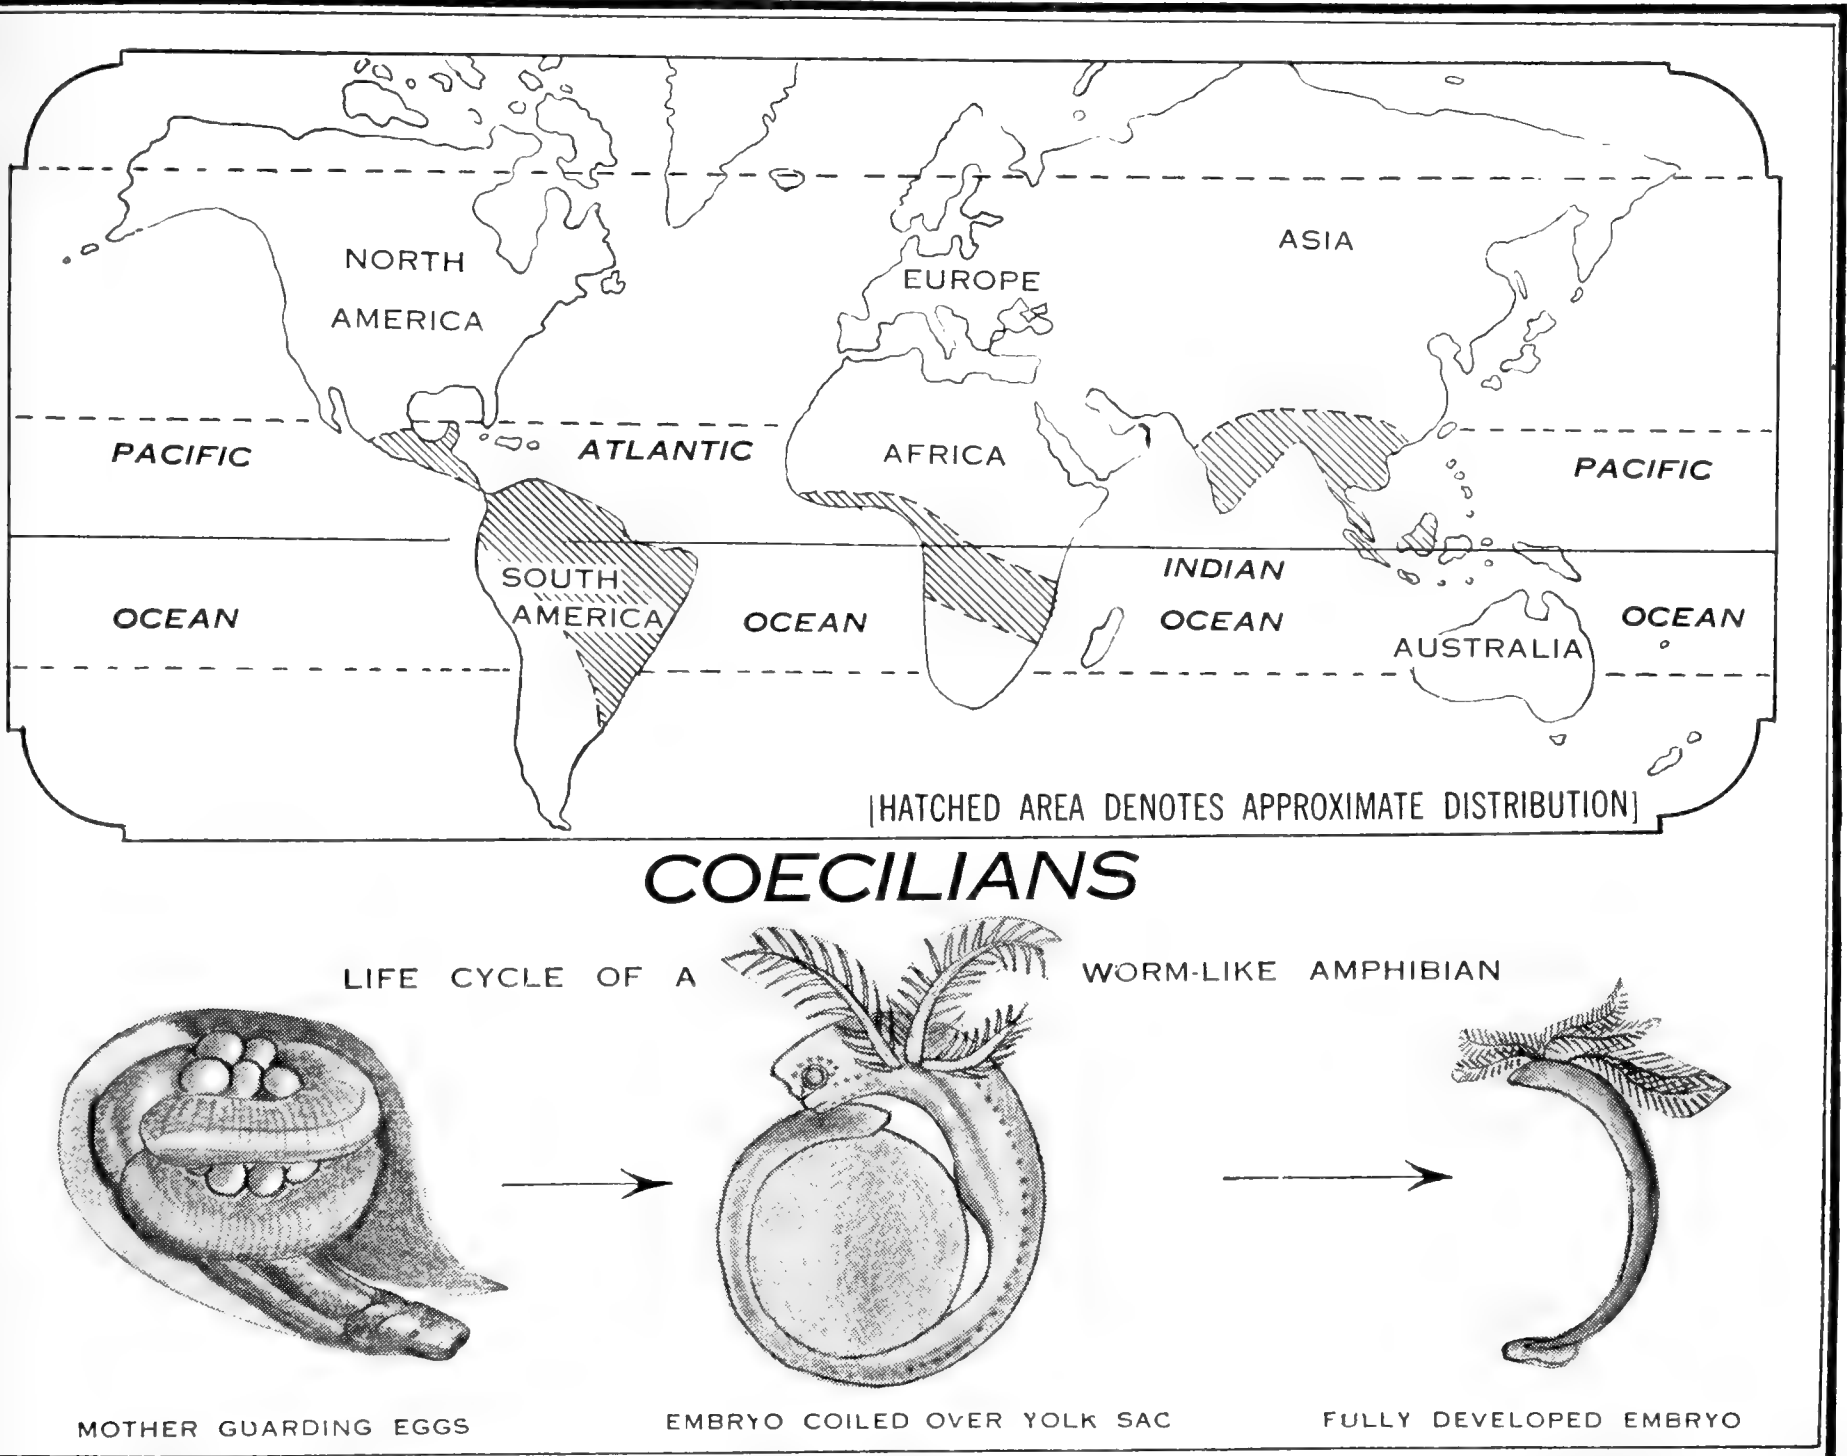 NORTH
AMERICA
EUROPE
ASIA
PACIFIC
ATLANTIC
AFRICA
PACIFIC
SOUTH
AMERICA
INDIAN
OCEAN
OCEAN
OCEAN
OCEAN
AUSTRALIA
[HATCHED AREA DENOTES APPROXIMATE DISTRIBUTION]
COECILIANS
LIFE CYCLE OF A WORM-LIKE AMPHIBIAN
MOTHER GUARDING EGGS
EMBRYO COILED OVER YOLK SAC
FULLY DEVELOPED EMBRYO